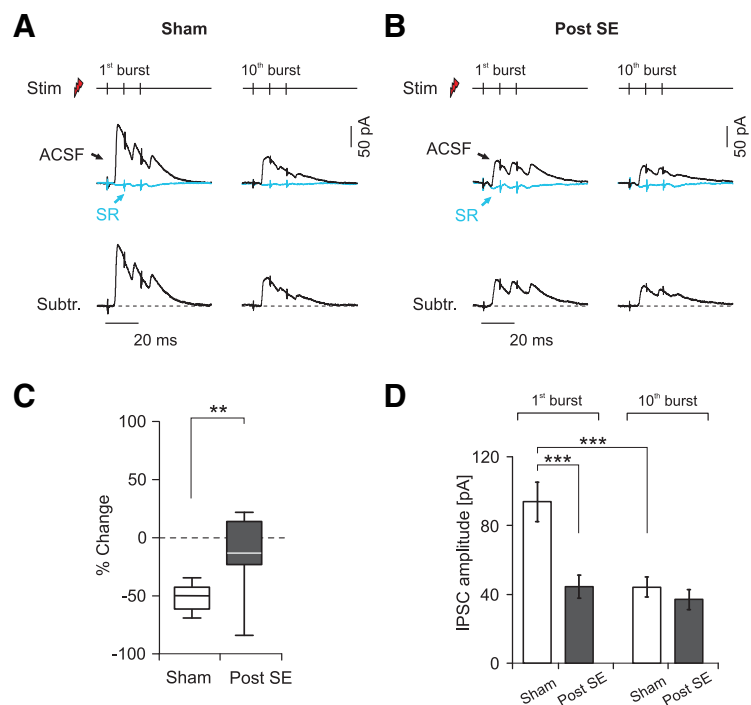 A
Sham
Stim
1st burst
10th burst
50 pA
ACSF
SR
Subtr.
20 ms
B
Post SE
Stim
1st burst
10th burst
50 pA
ACSF
SR
Subtr.
20 ms
C
**
% Change
100
50
0
-50
-100
Sham
Post SE
D
1st burst
10th burst
***
***
IPSC amplitude [pA]
120
80
40
0
Sham
Post SE
Sham
Post SE